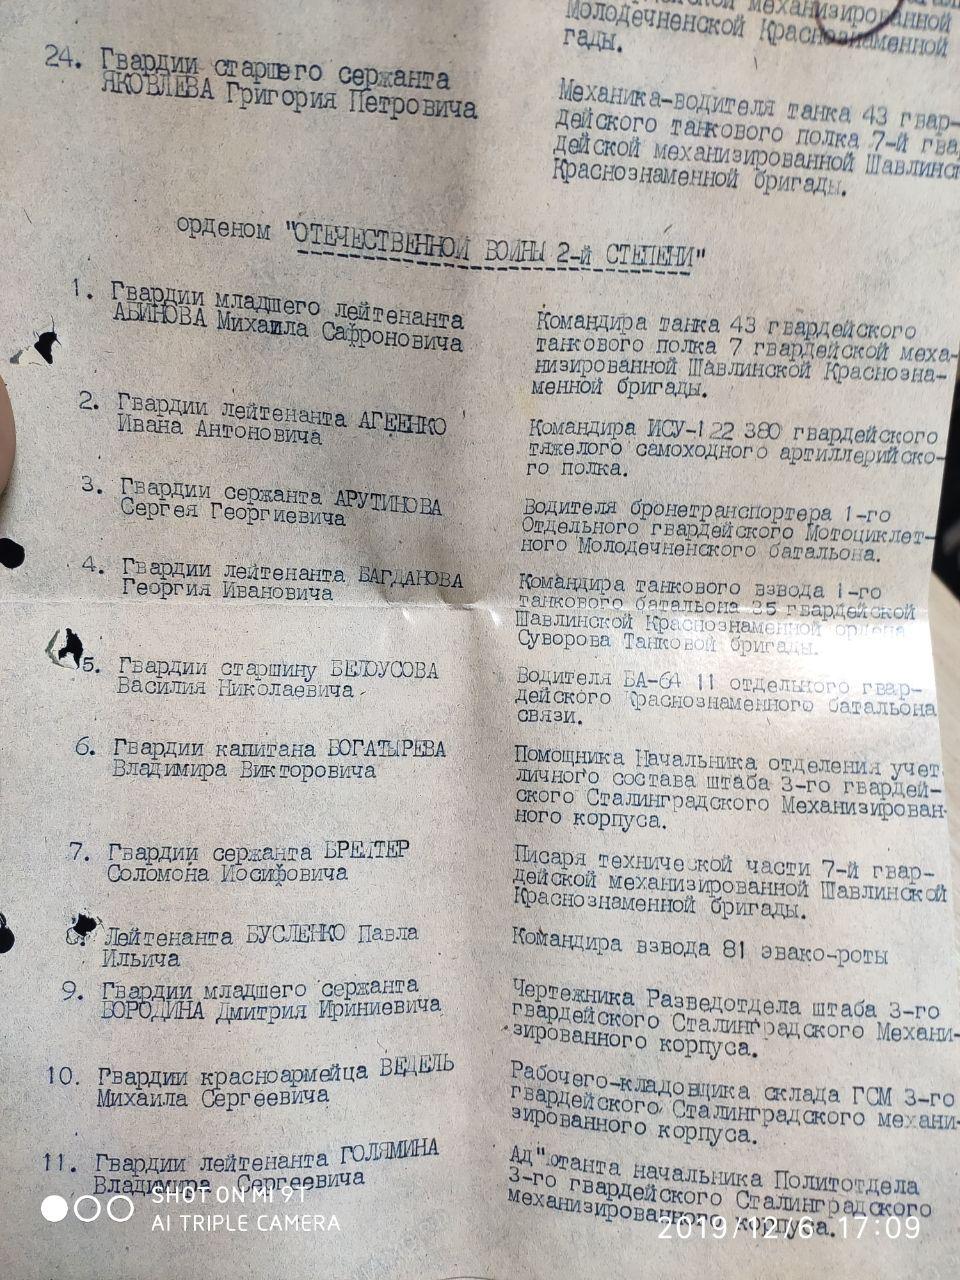 механизированной
Молодечненской Краснознаменной
гады.
24. Гвардии старшего сержанта
ЯКОВЛЕВА Григория Петровича
Механика-водителя танка 43 гвар-
дейского танкового полка 7-й гва
дейской механизированной Шавлинс
Краснознаменной бригады.
орденом "ОТЕЧЕСТВЕННОЙ ВОЙНЫ 2-й СТЕПЕНИ"
1. Гвардии младшего лейтенанта
АБИНОВА Михаила Сафроновича
Командира танка 43 гвардейского
танкового полка 7 гвардейской меха-
низированной Шавлинской Краснозна-
менной бригады.
2. Гвардии лейтенанта АГЕЕНКО
Ивана Антоновича
Командира ИСУ-122 380 гвардейского
тяжелого самоходного артиллерийско-
го полка.
3. Гвардии сержанта АРУТИНОВА
Сергея Георгиевича
Водителя бронетранспортера 1-го
Отдельного гвардейского Мотоциклет-
ного Молодечненского батальона.
4. Гвардии лейтенанта БАГДАНОВА
Георгия Ивановича
Командира танкового взвода 1-го
танкового батальона 35 гвардейской
Шавлинской Краснознаменной ордена
Суворова Танковой бригады.
5. Гвардии старшину БЕЛОУСОВА
Василия Николаевича
Водителя БА-64 11 отдельного гвар-
дейского Краснознаменного батальона
связи.
6. Гвардии капитана БОГАТЫРЕВА
Владимира Викторовича
Помощника Начальника отделения учет
личного состава штаба 3-го гвардей-
ского Сталинградского Механизирован-
ного корпуса.
7. Гвардии сержанта БРЕЙТЕР
Соломона Иосифовича
Писаря технической части 7-й гвар-
дейской механизированной Шавлинской
Краснознаменной бригады.
8. Лейтенанта БУСЛЕНКО Павла
Ильича
Командира взвода 81 эвако-роты
9. Гвардии младшего сержанта
БОРОДИНА Дмитрия Ириниевича
Чертежника Разведотдела штаба 3-го
гвардейского Сталинградского Механи-
зированного корпуса.
10. Гвардии красноармейца ВЕДЕЛЬ
Михаила Сергеевича
Рабочего-кладовщика склада ГСМ 3-го
гвардейского Сталинградского механи-
зированного корпуса.
11. Гвардии лейтенанта ГОЛЯМИНА
Владимира Сергеевича
Ад"ютанта начальника Политотдела
3-го гвардейского Сталинградского
механизированного корпуса.
SHOT ON MI 9T
AI TRIPLE CAMERA
2019/12/6 17:09